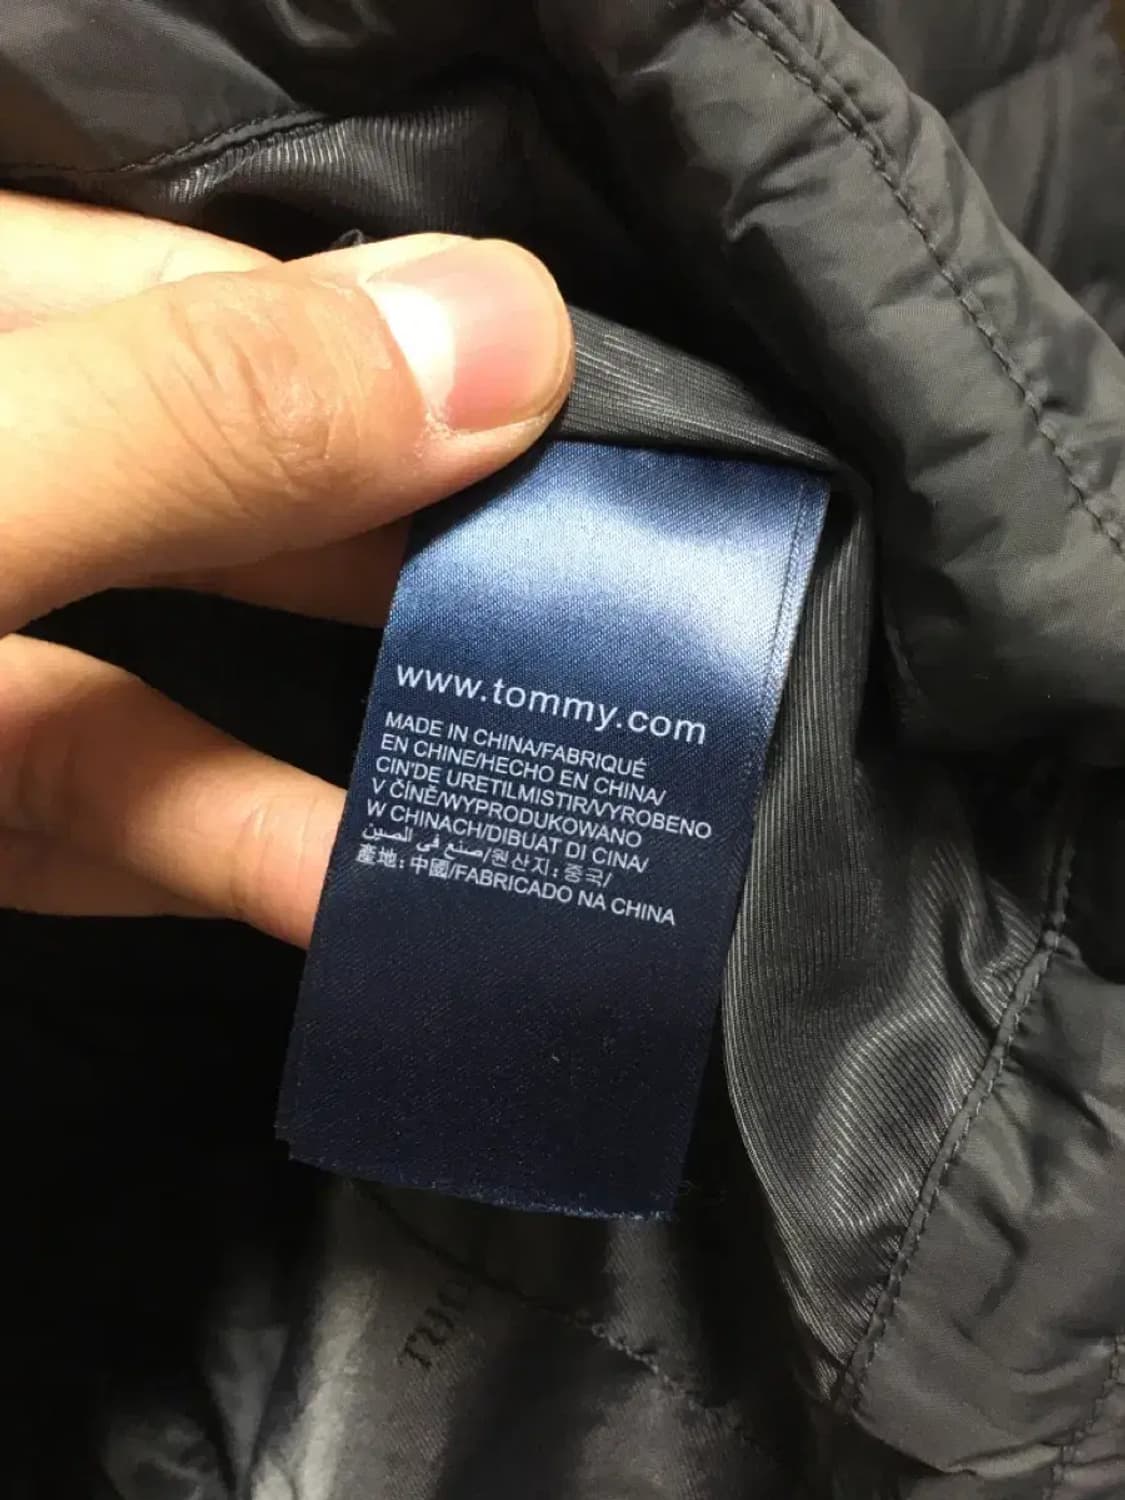 www.tommy.com
MADE IN CHINA/FABRIQUÉ
EN CHINE/HECHO EN CHINA/
CIN'DE URETILMISTIR/VYROBENO
V ČÍNĚ/WYPRODUKOWANO
W CHINACH/DIBUAT DI CINA/
صنع في الصين/원산지: 중국/
產地: 中國/FABRICADO NA CHINA